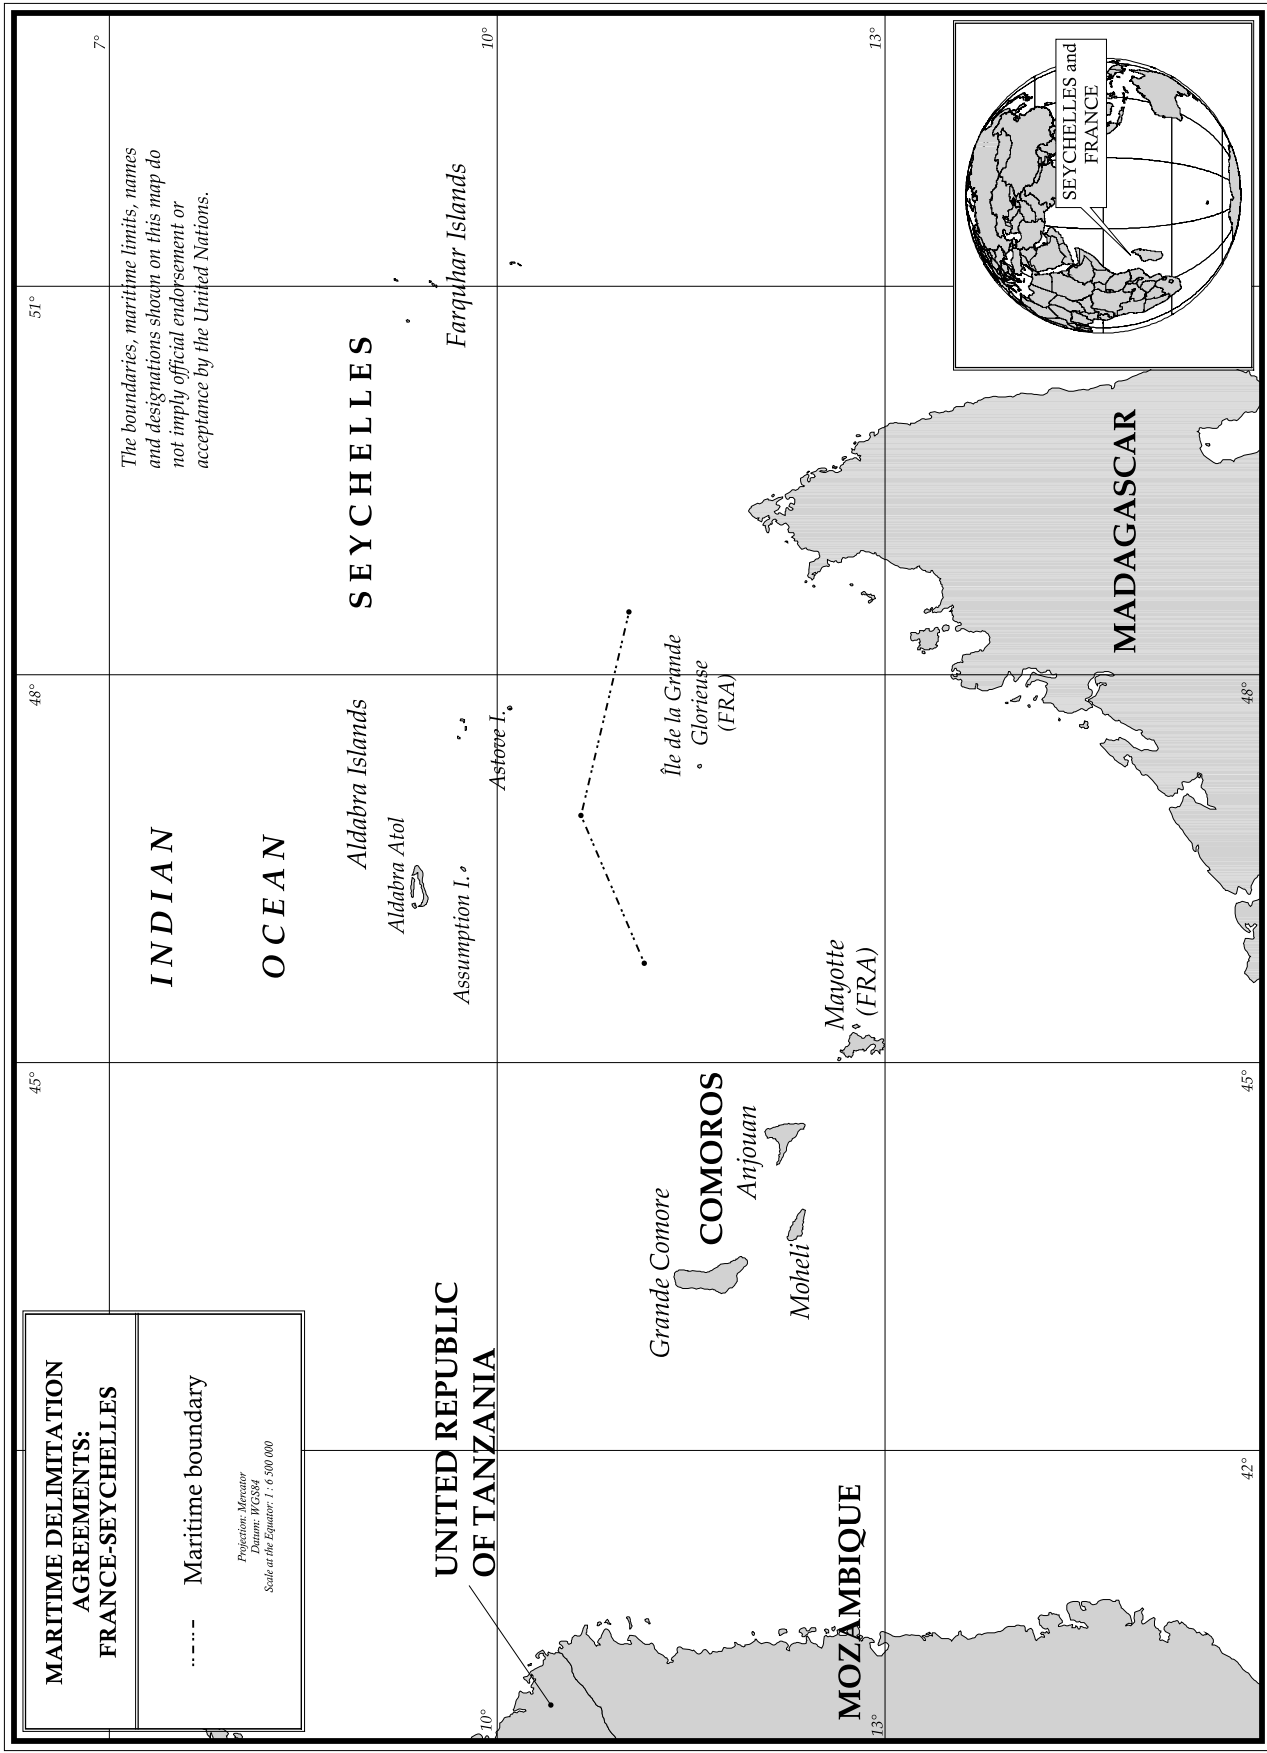 MARITIME DELIMITATION
AGREEMENTS:
FRANCE-SEYCHELLES
Maritime boundary
Projection: Mercator
Datum: WGS84
Scale at the Equator: 1 : 6 500 000
42°
45°
45°
48°
48°
51°
7°
10°
10°
13°
13°
The boundaries, maritime limits, names
and designations shown on this map do
not imply official endorsement or
acceptance by the United Nations.
INDIAN
OCEAN
SEYCHELLES
Aldabra Islands
Aldabra Atol
Assumption I.
Astove I.
Farquhar Islands
Île de la Grande
Glorieuse
(FRA)
UNITED REPUBLIC
OF TANZANIA
COMOROS
Grande Comore
Anjouan
Moheli
Mayotte
(FRA)
MOZAMBIQUE
MADAGASCAR
SEYCHELLES and
FRANCE